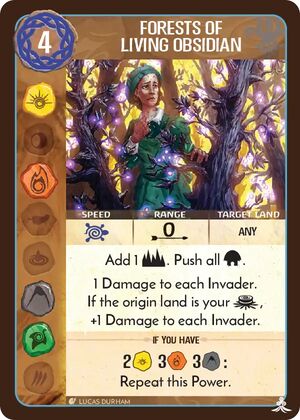 4
FORESTS OF
LIVING OBSIDIAN
SPEED
RANGE
TARGET LAND
0
ANY
Add 1 . Push all .
1 Damage to each Invader.
If the origin land is your ,
+1 Damage to each Invader.
IF YOU HAVE
2 3 3 :
Repeat this Power.
LUCAS DURHAM